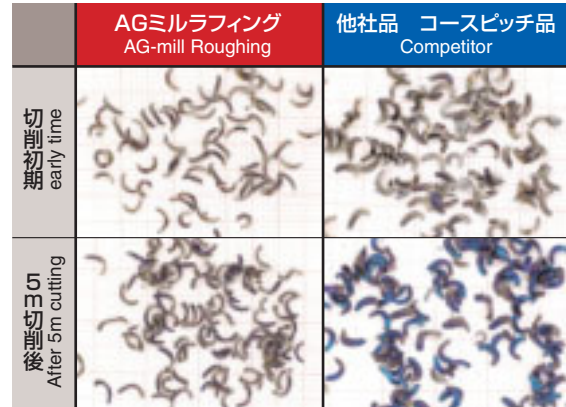 AGミルラフィング
AG-mill Roughing
他社品　コースピッチ品
Competitor
切削初期
early time
5m切削後
After 5m cutting